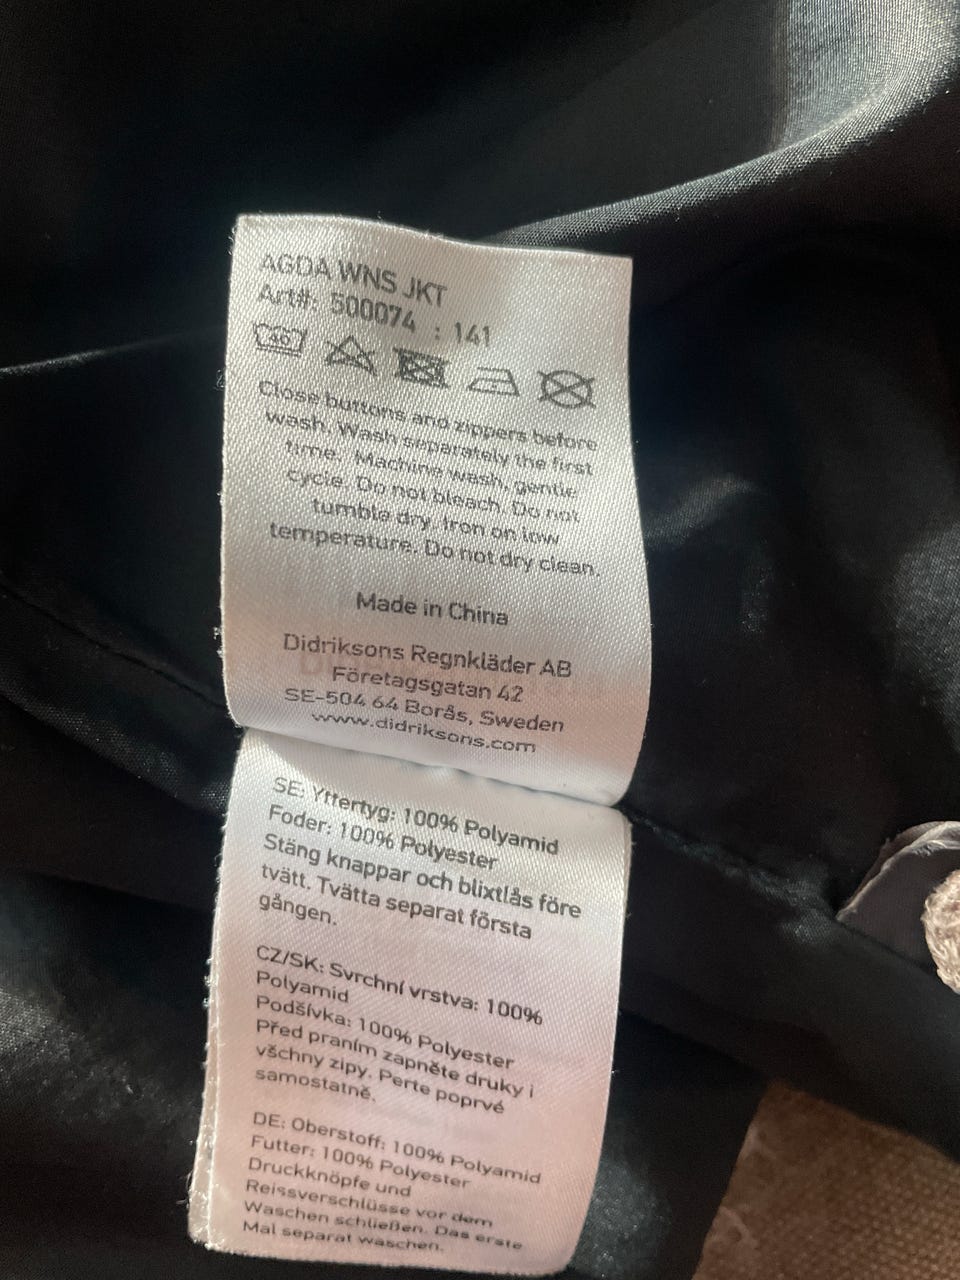 AGDA WNS JKT
Art#: 500074 : 141
40
Close buttons and zippers before
wash. Wash separately the first
time. Machine wash, gentle
cycle. Do not bleach. Do not
tumble dry. Iron on low
temperature. Do not dry clean.
Made in China
Didriksons Regnkläder AB
Företagsgatan 42
SE-504 64 Borås, Sweden
www.didriksons.com
SE: Yttertyg: 100% Polyamid
Foder: 100% Polyester
Stäng knappar och blixtlås före
tvätt. Tvätta separat första
gången.
CZ/SK: Svrchní vrstva: 100%
Polyamid
Podšívka: 100% Polyester
Před praním zapněte druky i
všchny zipy. Perte poprvé
samostatně.
DE: Oberstoff: 100% Polyamid
Futter: 100% Polyester
Druckknöpfe und
Reissverschlüsse vor dem
Waschen schließen. Das erste
Mal separat waschen.